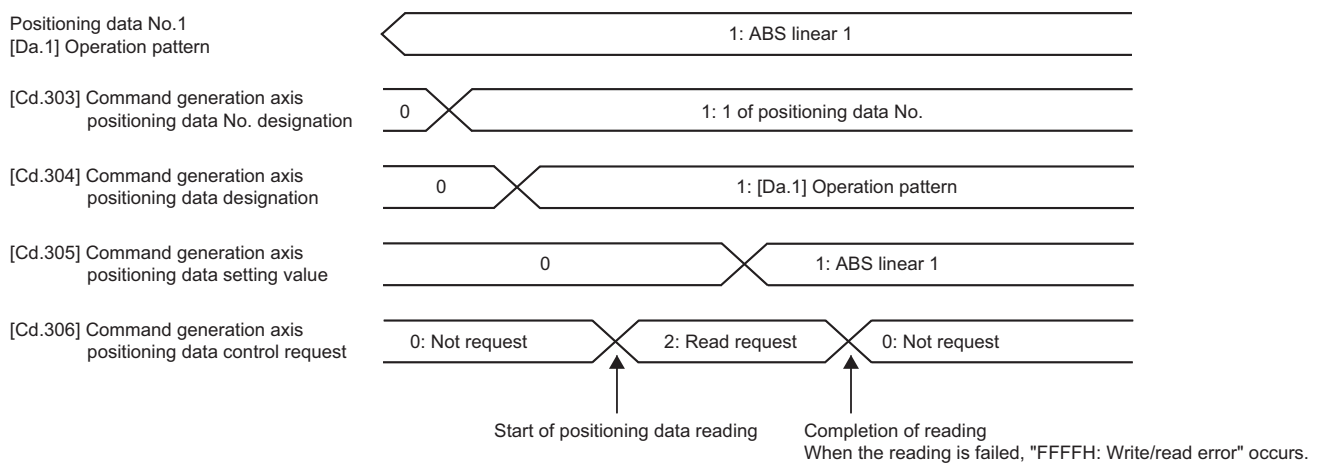 Positioning data No.1
[Da.1] Operation pattern
1: ABS linear 1
[Cd.303] Command generation axis
positioning data No. designation
0
1: 1 of positioning data No.
[Cd.304] Command generation axis
positioning data designation
0
1: [Da.1] Operation pattern
[Cd.305] Command generation axis
positioning data setting value
0
1: ABS linear 1
[Cd.306] Command generation axis
positioning data control request
0: Not request
2: Read request
0: Not request
Start of positioning data reading
Completion of reading
When the reading is failed, "FFFFH: Write/read error" occurs.